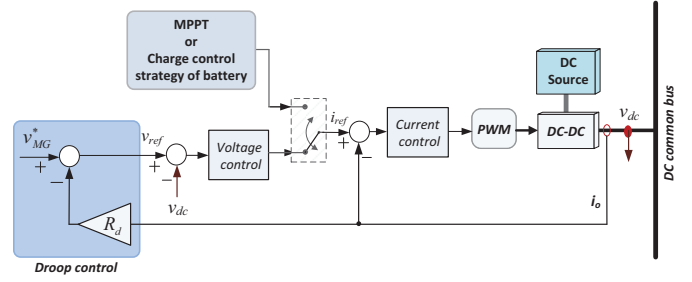 MPPT
or
Charge control
strategy of battery
DC
Source
DC common bus
v*MG
+
−
vref
+
−
vdc
Voltage
control
iref
+
−
Current
control
PWM
DC-DC
vdc
Rd
io
Droop control